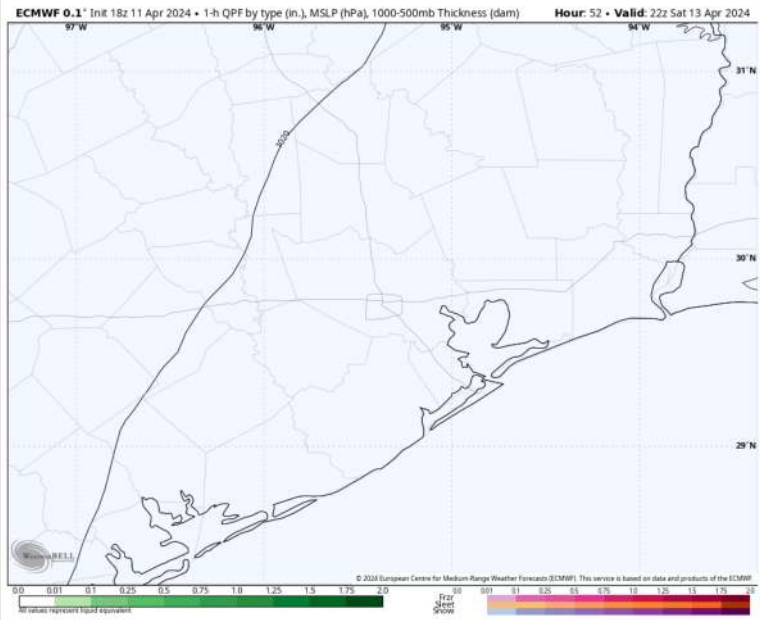 ECMWF 0.1° Init 18z 11 Apr 2024 • 1-h QPF by type (in.), MSLP (hPa), 1000-500mb Thickness (dam) Hour: 52 • Valid: 22z Sat 13 Apr 2024
97°W 96°W 95°W 94°W
31°N
1020
30°N
29°N
WeatherBELL
© 2024 European Centre for Medium-Range Weather Forecasts (ECMWF). This service is based on data and products of the ECMWF.
0.0 0.01 0.1 0.25 0.5 0.75 1.0 1.25 1.5 1.75 2.0 0.0 0.01 0.1 0.25 0.5 0.75 1.0 1.25 1.5 1.75 2.0
Frzr
Sleet
Snow
All values represent liquid equivalent